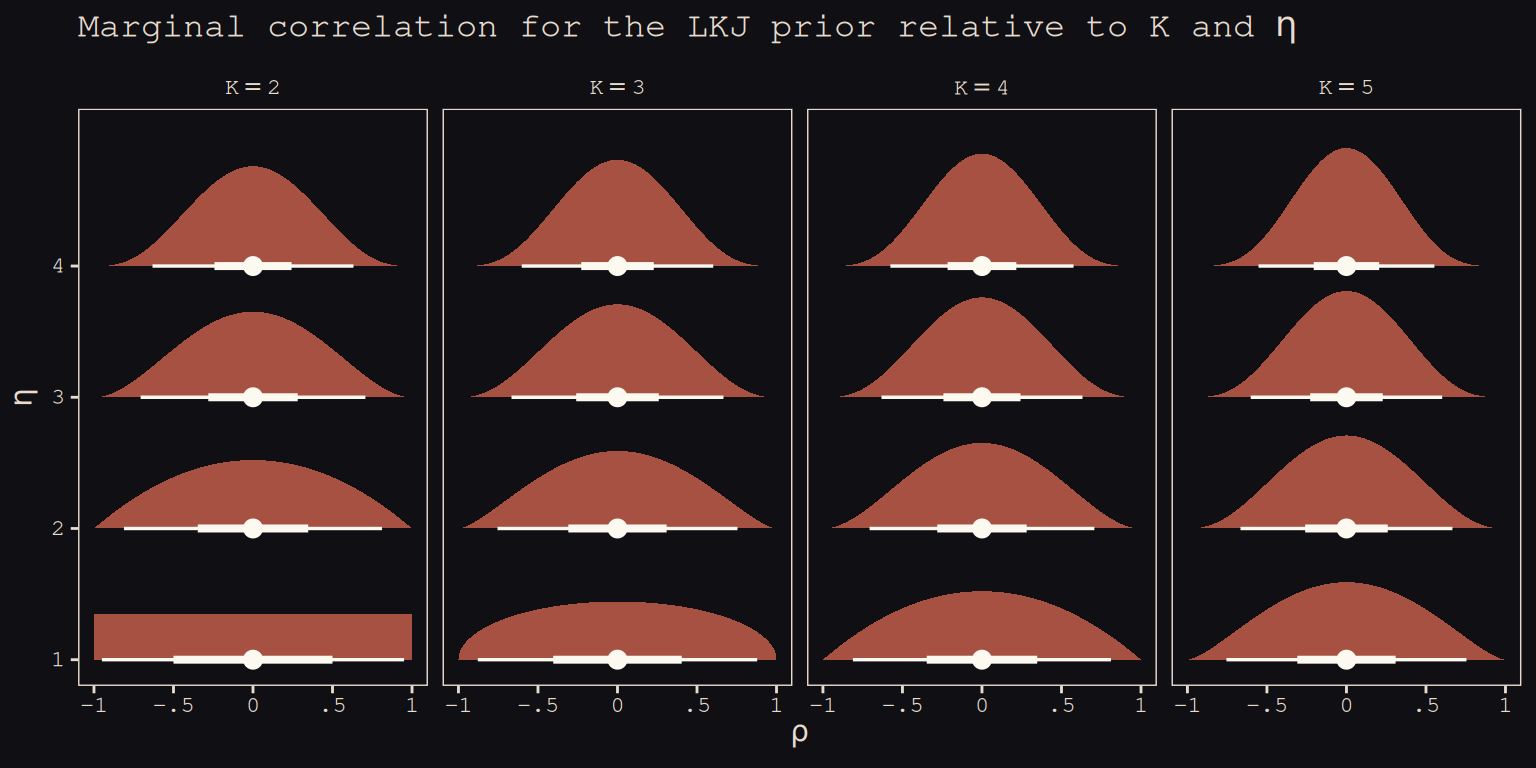 Marginal correlation for the LKJ prior relative to K and η
K = 2
K = 3
K = 4
K = 5
η
4
3
2
1
−1 −.5 0 .5 1
−1 −.5 0 .5 1
−1 −.5 0 .5 1
−1 −.5 0 .5 1
ρ